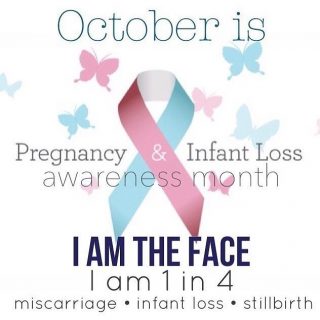 October is
Pregnancy & Infant Loss
awareness month
I AM THE FACE
I am 1 in 4
miscarriage • infant loss • stillbirth